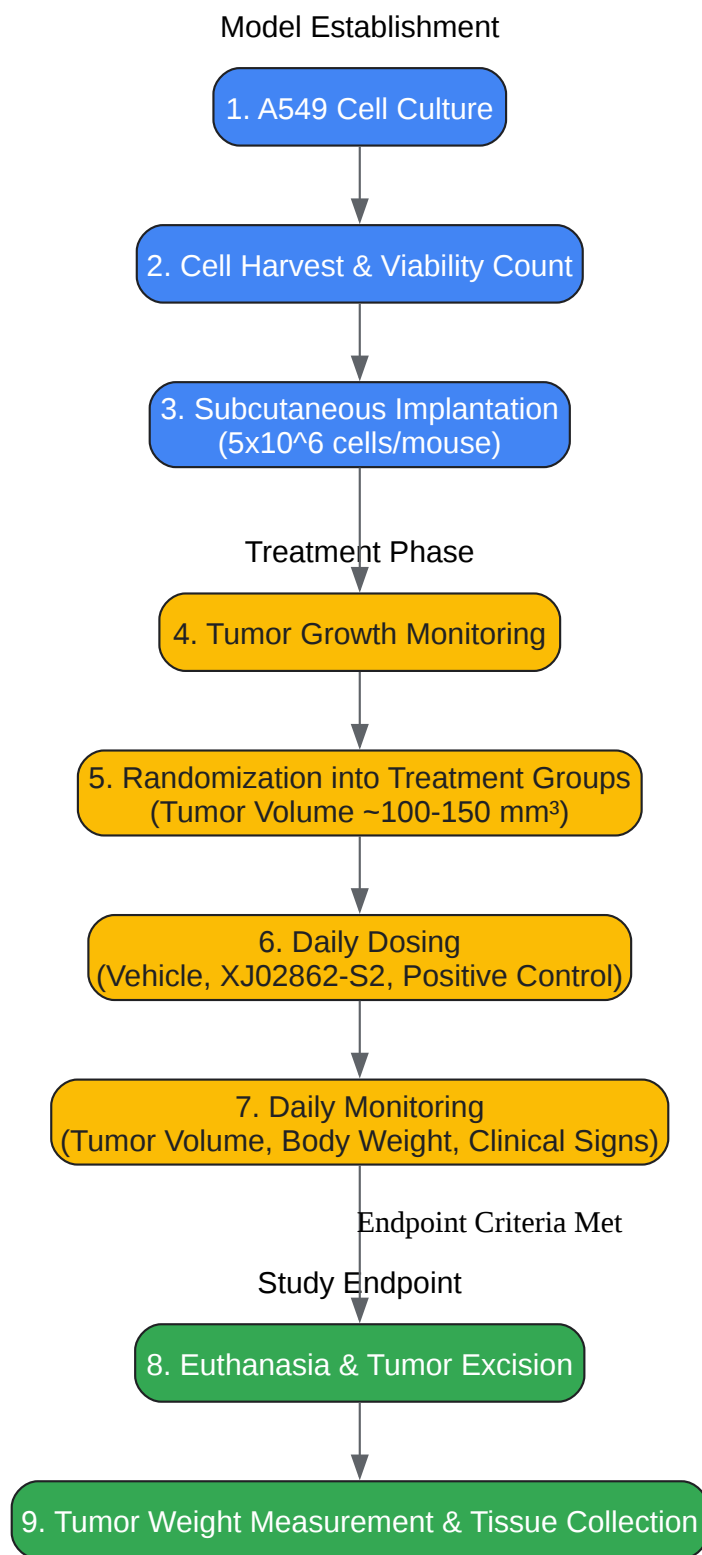 Model Establishment
1. A549 Cell Culture
2. Cell Harvest & Viability Count
3. Subcutaneous Implantation
(5x10^6 cells/mouse)
Treatment Phase
4. Tumor Growth Monitoring
5. Randomization into Treatment Groups
(Tumor Volume ~100-150 mm³)
6. Daily Dosing
(Vehicle, XJ02862-S2, Positive Control)
7. Daily Monitoring
(Tumor Volume, Body Weight, Clinical Signs)
Endpoint Criteria Met
Study Endpoint
8. Euthanasia & Tumor Excision
9. Tumor Weight Measurement & Tissue Collection